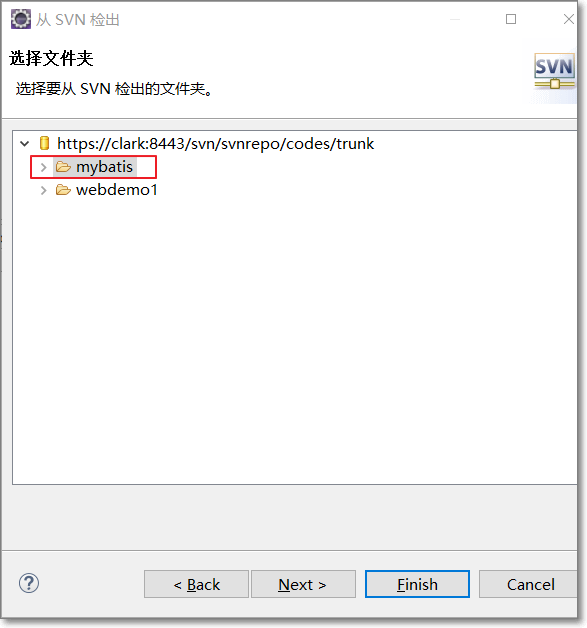 从 SVN 检出
选择文件夹
选择要从 SVN 检出的文件夹。
SVN
https://clark:8443/svn/svnrepo/codes/trunk
mybatis
webdemo1
?
< Back
Next >
Finish
Cancel